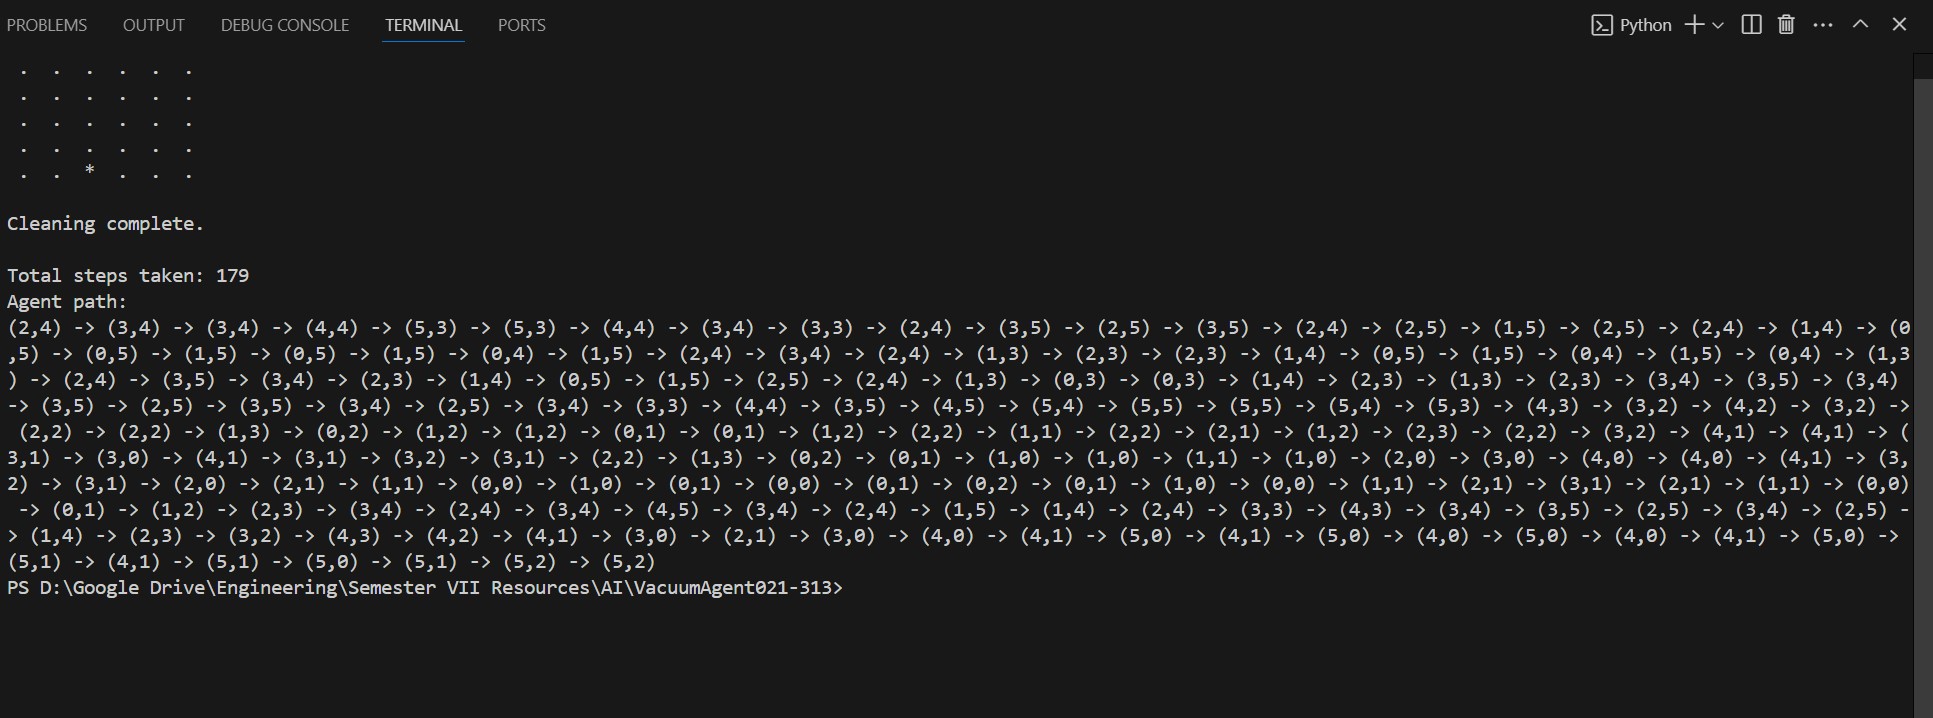 PROBLEMS OUTPUT DEBUG CONSOLE TERMINAL PORTS Python
. . . . . .
. . . . . .
. . . . . .
. . . . . .
. . * . . .
Cleaning complete.
Total steps taken: 179
Agent path:
(2,4) -> (3,4) -> (3,4) -> (4,4) -> (5,3) -> (5,3) -> (4,4) -> (3,4) -> (3,3) -> (2,4) -> (3,5) -> (2,5) -> (3,5) -> (2,4) -> (2,5) -> (1,5) -> (2,5) -> (2,4) -> (1,4) -> (0
,5) -> (0,5) -> (1,5) -> (0,5) -> (1,5) -> (0,4) -> (1,5) -> (2,4) -> (3,4) -> (2,4) -> (1,3) -> (2,3) -> (2,3) -> (1,4) -> (0,5) -> (1,5) -> (0,4) -> (1,5) -> (0,4) -> (1,3
) -> (2,4) -> (3,5) -> (3,4) -> (2,3) -> (1,4) -> (0,5) -> (1,5) -> (2,5) -> (2,4) -> (1,3) -> (0,3) -> (0,3) -> (1,4) -> (2,3) -> (1,3) -> (2,3) -> (3,4) -> (3,5) -> (3,4)
-> (3,5) -> (2,5) -> (3,5) -> (3,4) -> (2,5) -> (3,4) -> (3,3) -> (4,4) -> (3,5) -> (4,5) -> (5,4) -> (5,5) -> (5,5) -> (5,4) -> (5,3) -> (4,3) -> (3,2) -> (4,2) -> (3,2) ->
(2,2) -> (2,2) -> (1,3) -> (0,2) -> (1,2) -> (1,2) -> (0,1) -> (0,1) -> (1,2) -> (2,2) -> (1,1) -> (2,2) -> (2,1) -> (1,2) -> (2,3) -> (2,2) -> (3,2) -> (4,1) -> (4,1) -> (
3,1) -> (3,0) -> (4,1) -> (3,1) -> (3,2) -> (3,1) -> (2,2) -> (1,3) -> (0,2) -> (0,1) -> (1,0) -> (1,0) -> (1,1) -> (1,0) -> (2,0) -> (3,0) -> (4,0) -> (4,0) -> (4,1) -> (3,
2) -> (3,1) -> (2,0) -> (2,1) -> (1,1) -> (0,0) -> (1,0) -> (0,1) -> (0,0) -> (0,1) -> (0,2) -> (0,1) -> (1,0) -> (0,0) -> (1,1) -> (2,1) -> (3,1) -> (2,1) -> (1,1) -> (0,0)
-> (0,1) -> (1,2) -> (2,3) -> (3,4) -> (2,4) -> (3,4) -> (4,5) -> (3,4) -> (2,4) -> (1,5) -> (1,4) -> (2,4) -> (3,3) -> (4,3) -> (3,4) -> (3,5) -> (2,5) -> (3,4) -> (2,5) -
> (1,4) -> (2,3) -> (3,2) -> (4,3) -> (4,2) -> (4,1) -> (3,0) -> (2,1) -> (3,0) -> (4,0) -> (4,1) -> (5,0) -> (4,1) -> (5,0) -> (4,0) -> (5,0) -> (4,0) -> (4,1) -> (5,0) ->
(5,1) -> (4,1) -> (5,1) -> (5,0) -> (5,1) -> (5,2) -> (5,2)
PS D:\Google Drive\Engineering\Semester VII Resources\AI\VacuumAgent021-313>